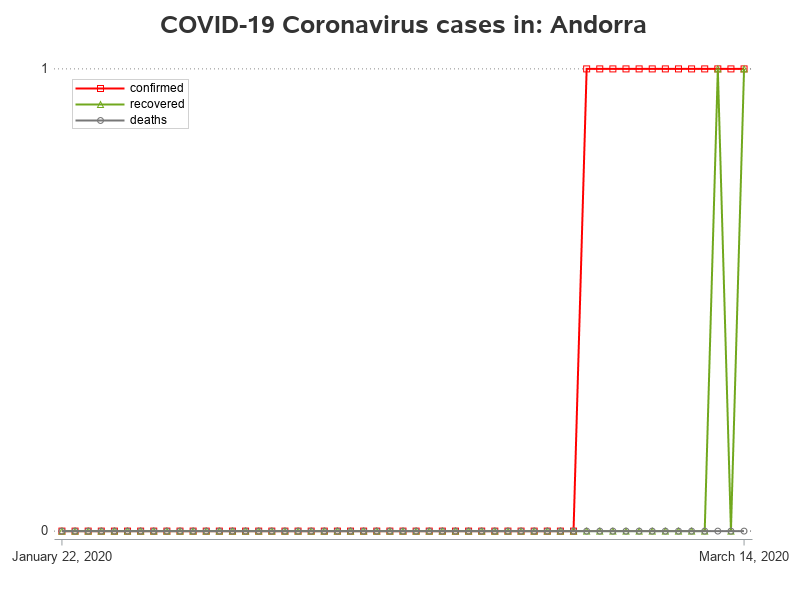 COVID-19 Coronavirus cases in: Andorra
1
confirmed
recovered
deaths
0
January 22, 2020
March 14, 2020